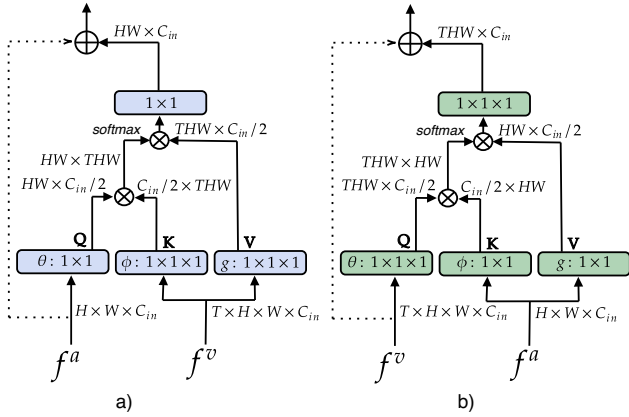 HW × C_in
1 × 1
softmax
THW × C_in/2
HW × THW
HW × C_in/2
C_in/2 × THW
Q
K
V
θ: 1×1
ϕ: 1×1×1
g: 1×1×1
H × W × C_in
T × H × W × C_in
f^a
f^v
a)
THW × C_in
1 × 1 × 1
softmax
HW × C_in/2
THW × HW
THW × C_in/2
C_in/2 × HW
Q
K
V
θ: 1×1×1
ϕ: 1×1
g: 1×1
T × H × W × C_in
H × W × C_in
f^v
f^a
b)